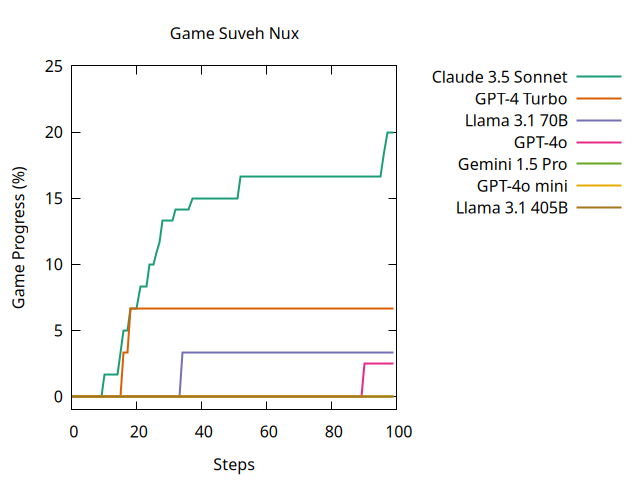 Game Suveh Nux
Claude 3.5 Sonnet
GPT-4 Turbo
Llama 3.1 70B
GPT-4o
Gemini 1.5 Pro
GPT-4o mini
Llama 3.1 405B
Game Progress (%)
25
20
15
10
5
0
0 20 40 60 80 100
Steps